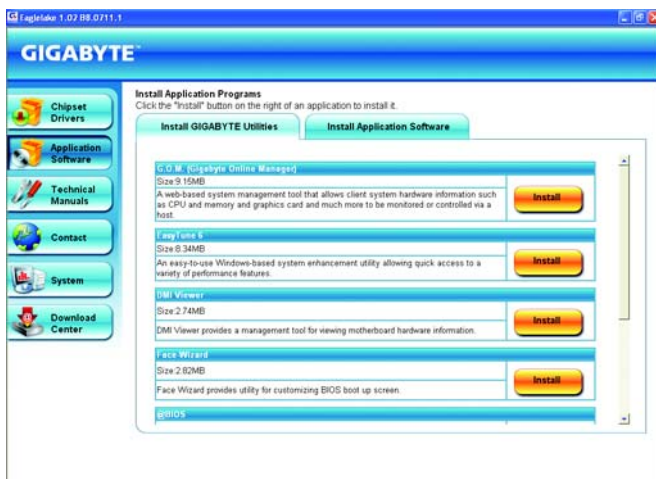 Eaglelake 1.02 B8.0711.1
GIGABYTE™
Chipset
Drivers
Application
Software
Technical
Manuals
Contact
System
Download
Center
Install Application Programs
Click the "Install" button on the right of an application to install it.
Install GIGABYTE Utilities
Install Application Software
G.O.M. (Gigabyte Online Manager)
Size:9.15MB
A web-based system management tool that allows client system hardware information such
as CPU and memory and graphics card and much more to be monitored or controlled via a
host.
Install
EasyTune 6
Size:8.34MB
An easy-to-use Windows-based system enhancement utility allowing quick access to a
variety of performance features.
Install
DMI Viewer
Size:2.74MB
DMI Viewer provides a management tool for viewing motherboard hardware information.
Install
Face-Wizard
Size:2.82MB
Face Wizard provides utility for customizing BIOS boot up screen.
Install
@BIOS